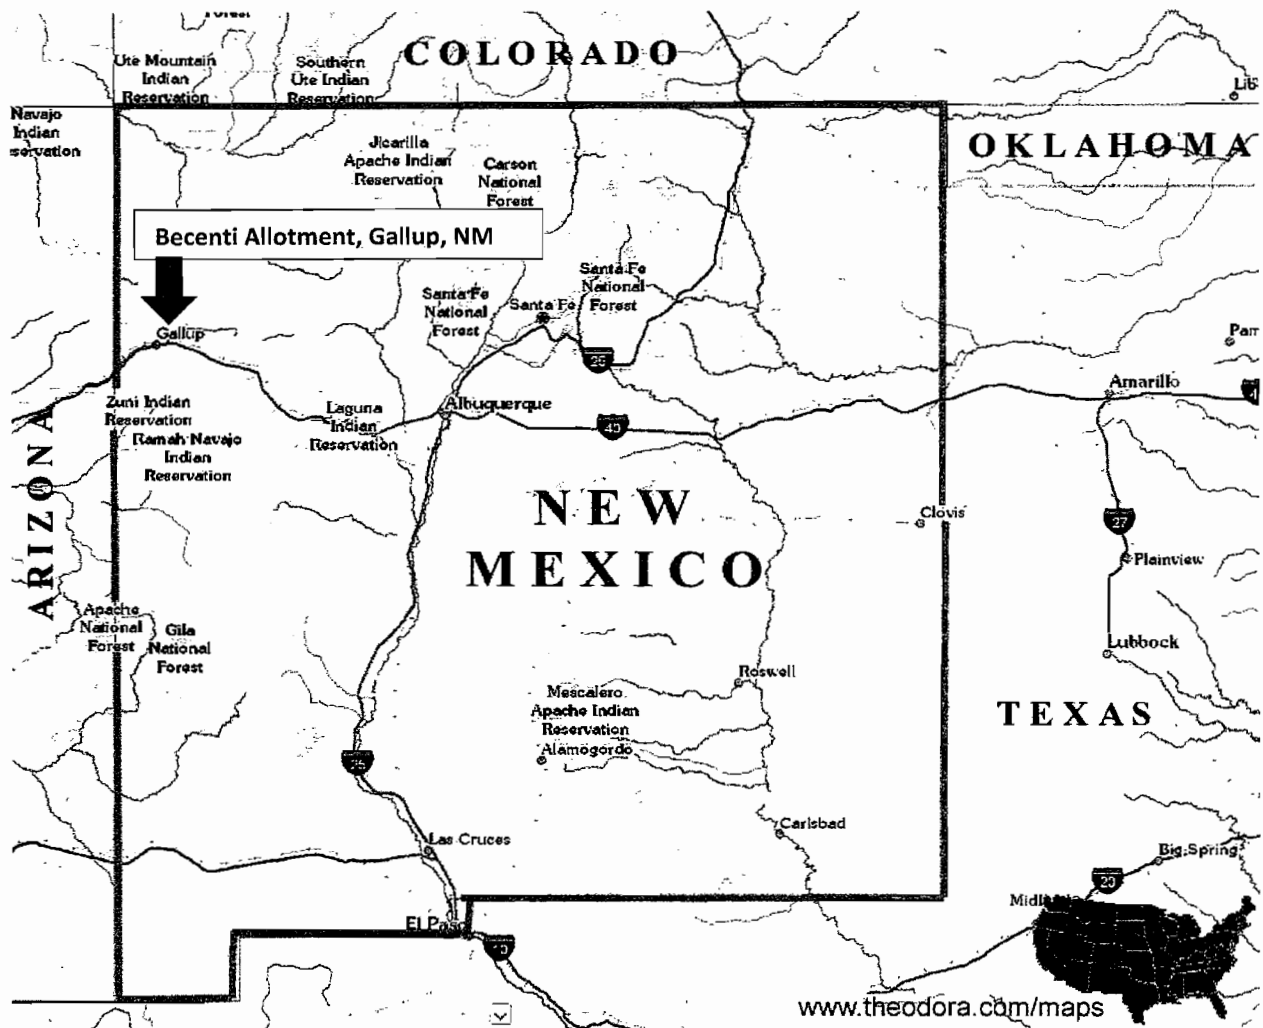 Forest
COLORADO
Ute Mountain
Indian
Reservation
Southern
Ute Indian
Reservation
Navajo
Indian
servation
Jicarilla
Apache Indian
Reservation
Carson
National
Forest
OKLAHOMA
Becenti Allotment, Gallup, NM
Santa Fe
National
Forest
Santa Fe
Santa Fe
National
Forest
Gallup
25
Amarillo
Zuni Indian
Reservation
Ramah Navajo
Indian
Reservation
Laguna
Indian
Reservation
Albuquerque
40
ARIZONA
NEW
MEXICO
Clovis
27
Plainview
Apache
National
Forest
Gila
National
Forest
Lubbock
Roswell
Mescalero
Apache Indian
Reservation
Alamogordo
TEXAS
25
Las Cruces
Carlsbad
Big Spring
20
El Paso
www.theodora.com/maps